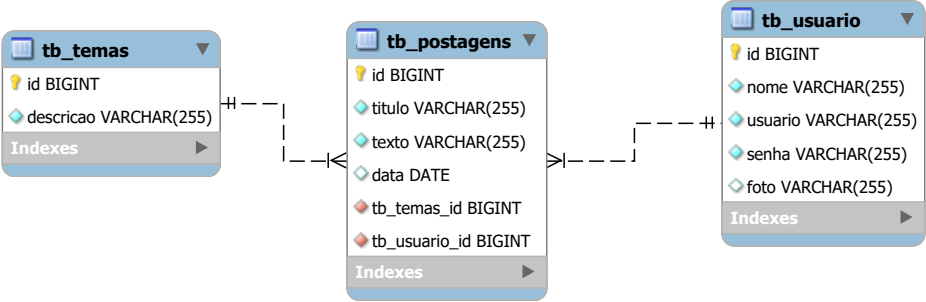 tb_temas
id BIGINT
descricao VARCHAR(255)
Indexes
tb_postagens
id BIGINT
titulo VARCHAR(255)
texto VARCHAR(255)
data DATE
tb_temas_id BIGINT
tb_usuario_id BIGINT
Indexes
tb_usuario
id BIGINT
nome VARCHAR(255)
usuario VARCHAR(255)
senha VARCHAR(255)
foto VARCHAR(255)
Indexes